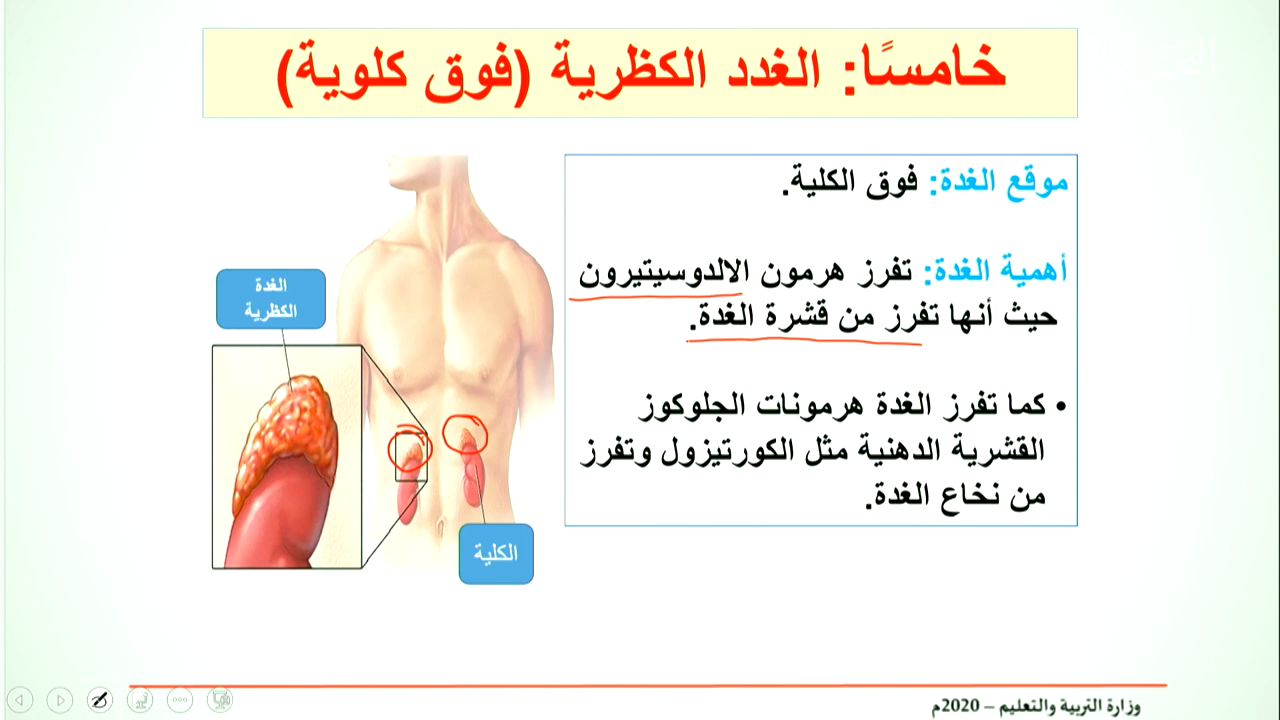 خامسًا: الغدد الكظرية (فوق كلوية)
موقع الغدة: فوق الكلية.
أهمية الغدة: تفرز هرمون الالدوسيتيرون
حيث أنها تفرز من قشرة الغدة.
• كما تفرز الغدة هرمونات الجلوكوز
القشرية الدهنية مثل الكورتيزول وتفرز
من نخاع الغدة.
الغدة
الكظرية
الكلية
وزارة التربية والتعليم – 2020م